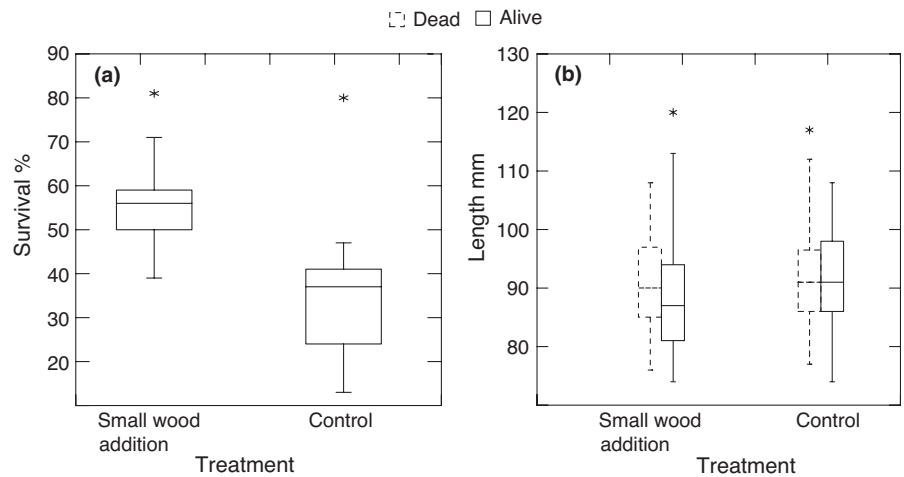 Dead Alive
(a)
Survival %
90
80
70
60
50
40
30
20
Small wood addition
Control
Treatment
(b)
Length mm
130
120
110
100
90
80
Small wood
addition
Control
Treatment